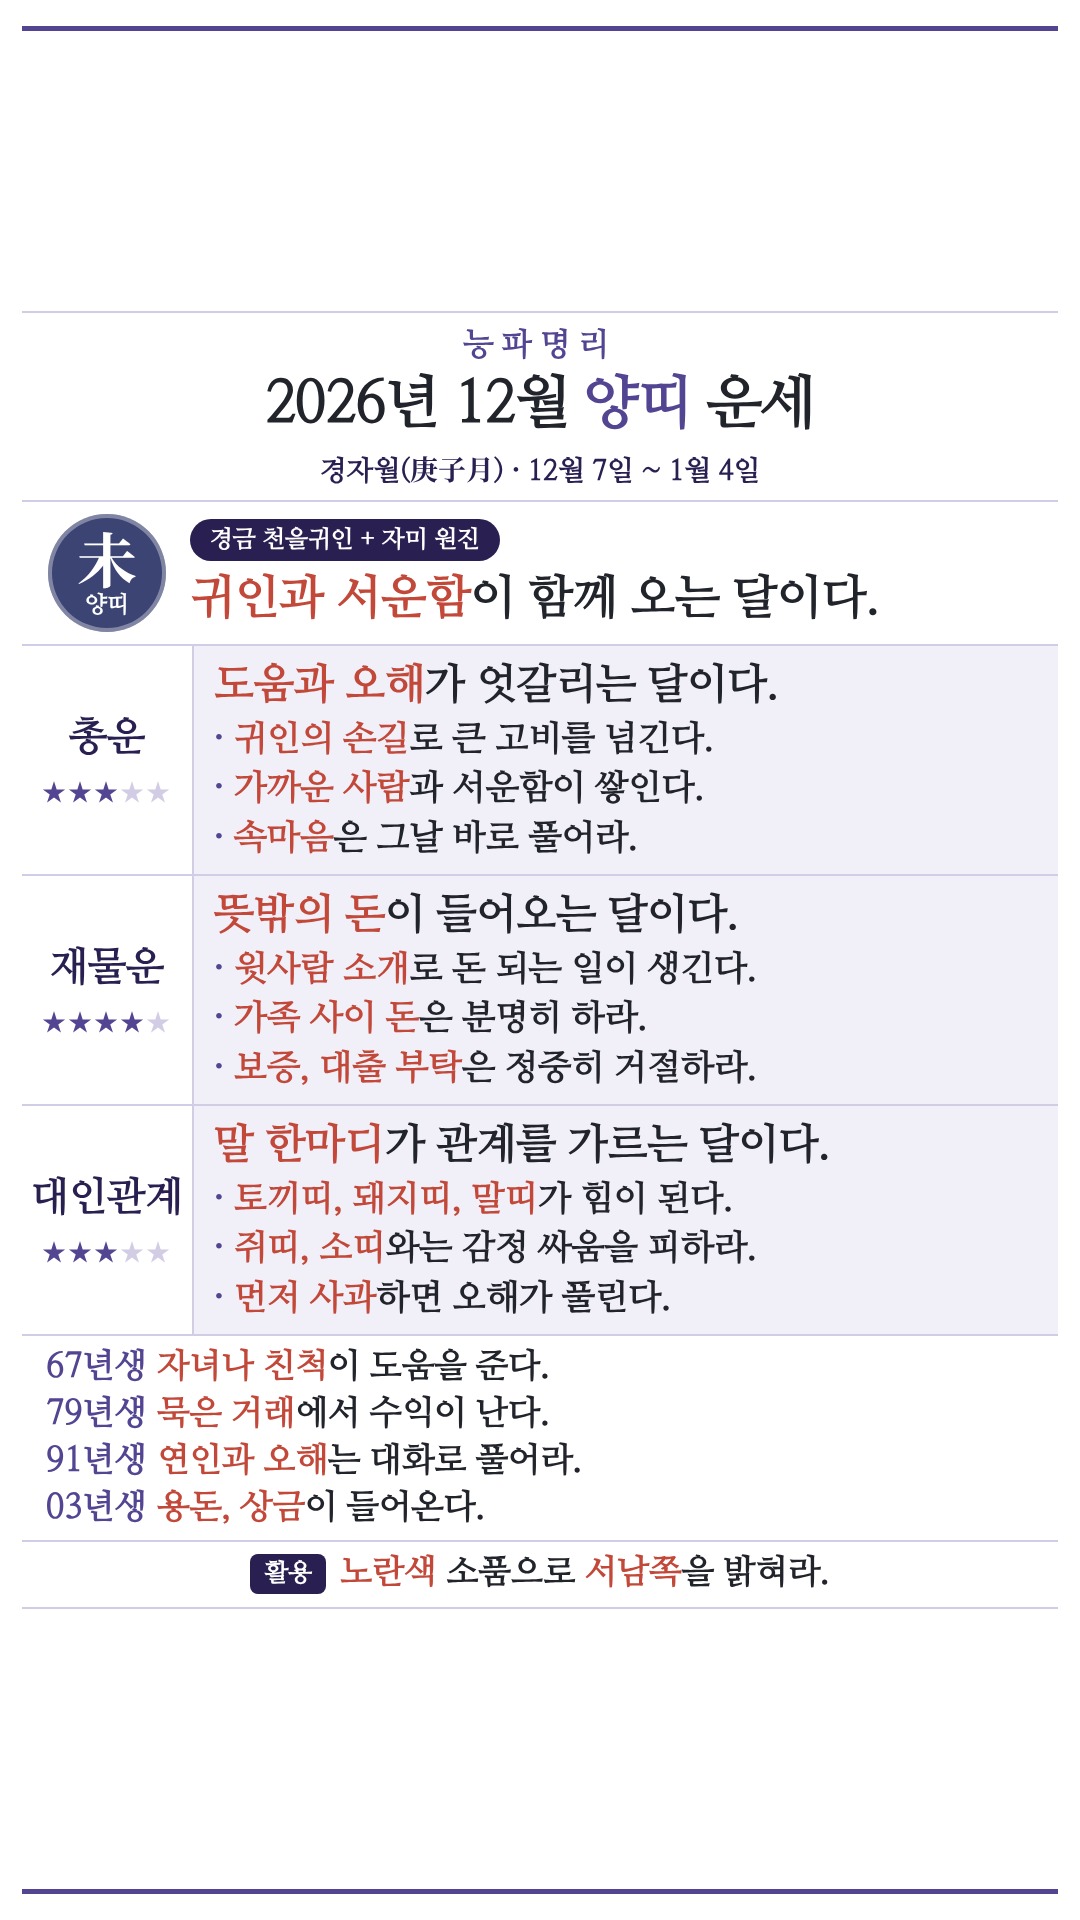 능파명리
2026년 12월 양띠 운세
경자월(庚子月) · 12월 7일 ~ 1월 4일
未
양띠
경금 천을귀인 + 자미 원진
귀인과 서운함이 함께 오는 달이다.
총운
★★★★★
도움과 오해가 엇갈리는 달이다.
· 귀인의 손길로 큰 고비를 넘긴다.
· 가까운 사람과 서운함이 쌓인다.
· 속마음은 그날 바로 풀어라.
재물운
★★★★★
뜻밖의 돈이 들어오는 달이다.
· 윗사람 소개로 돈 되는 일이 생긴다.
· 가족 사이 돈은 분명히 하라.
· 보증, 대출 부탁은 정중히 거절하라.
대인관계
★★★★★
말 한마디가 관계를 가르는 달이다.
· 토끼띠, 돼지띠, 말띠가 힘이 된다.
· 쥐띠, 소띠와는 감정 싸움을 피하라.
· 먼저 사과하면 오해가 풀린다.
67년생 자녀나 친척이 도움을 준다.
79년생 묵은 거래에서 수익이 난다.
91년생 연인과 오해는 대화로 풀어라.
03년생 용돈, 상금이 들어온다.
활용 노란색 소품으로 서남쪽을 밝혀라.